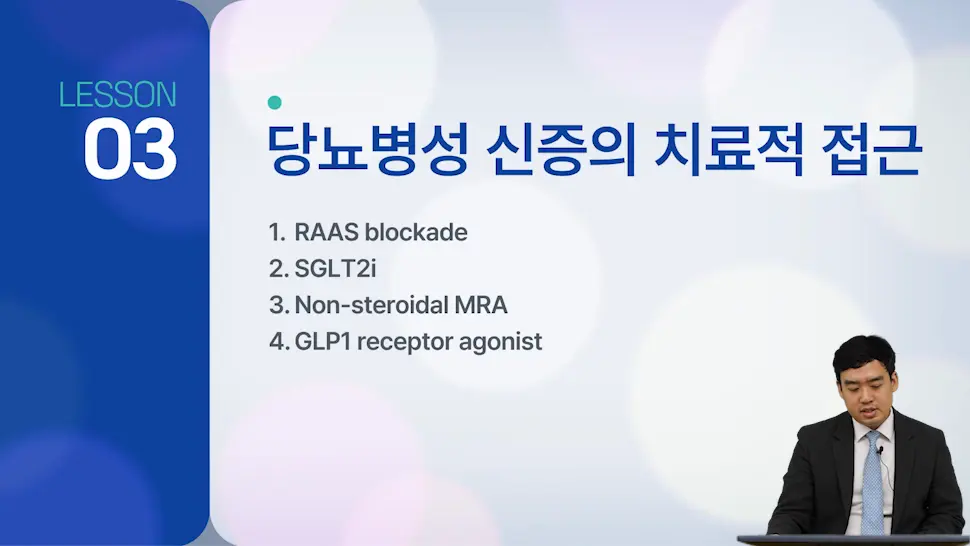 LESSON
03
당뇨병성 신증의 치료적 접근
1. RAAS blockade
2. SGLT2i
3. Non-steroidal MRA
4. GLP1 receptor agonist